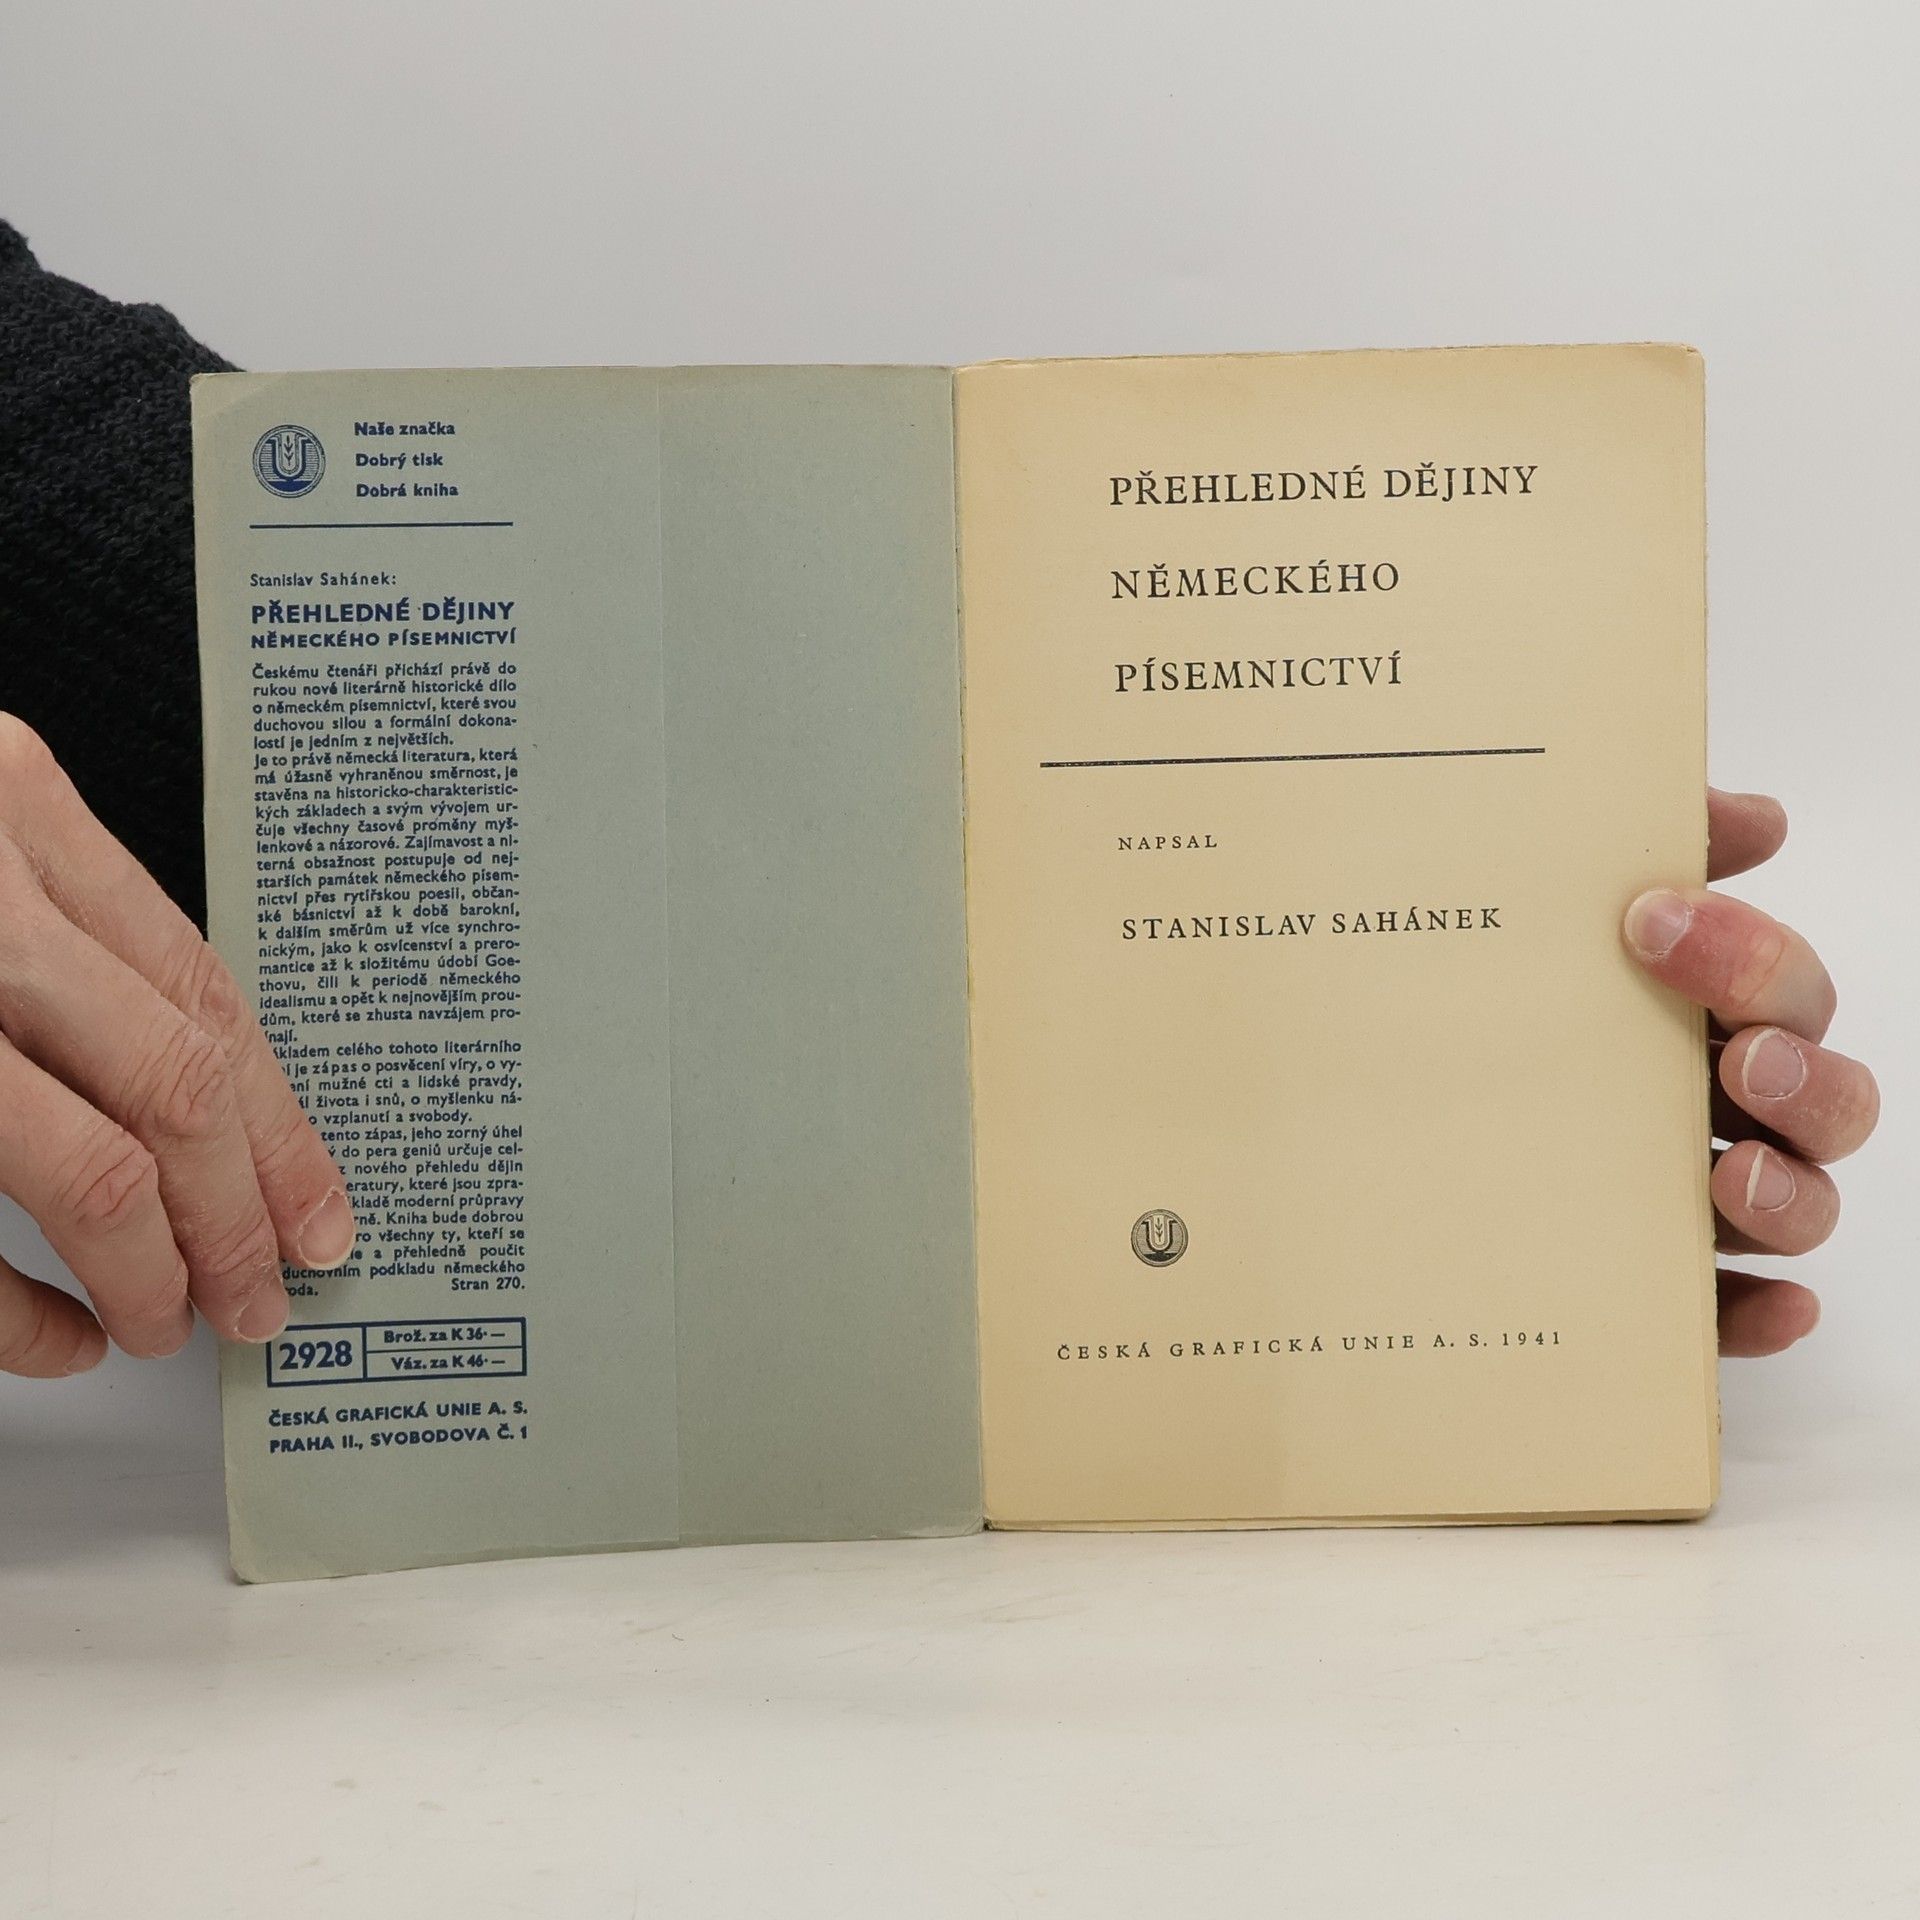 Naše značka
Dobrý tisk
Dobrá kniha
Stanislav Sahánek:
PŘEHLEDNÉ DĚJINY
NĚMECKÉHO PÍSEMNICTVÍ
Českému čtenáři přichází právě do
rukou nové literárně historické dílo
o německém písemnictví, které svou
duchovou silou a formální dokona-
lostí je jedním z největších.
Je to právě německá literatura, která
má úžasně vyhraněnou směrnost, je
stavěna na historicko-charakteristic-
kých základech a svým vývojem ur-
čuje všechny časové proměny myš-
lenkové a názorové. Zajímavost a ni-
terná obsažnost postupuje od nej-
starších památek německého písem-
nictví přes rytířskou poesii, občan-
ské básnictví až k době barokní,
k dalším směrům už více synchro-
nickým, jako k osvícenství a prero-
mantice až k složitému údobí Goe-
thovu, čili k periodě německého
idealismu a opět k nejnovějším prou-
dům, které se zhusta navzájem pro-
ínají.
celého tohoto literárního
je zápas o posvěcení víry, o vy-
mužné cti a lidské pravdy,
života i snů, o myšlenku ná-
vzplanutí a svobody.
tento zápas, jeho zorný úhel
do pera geniů určuje cel-
z nového přehledu dějin
které jsou zpra-
moderní průpravy
Kniha bude dobrou
všechny ty, kteří se
a přehledně poučit
duchovním podkladu německého
Stran 270.
2928
Brož. za K 36·—
Váz. za K 46·—
ČESKÁ GRAFICKÁ UNIE A. S.
PRAHA II., SVOBODOVA Č. 1
PŘEHLEDNÉ DĚJINY
NĚMECKÉHO
PÍSEMNICTVÍ
NAPSAL
STANISLAV SAHÁNEK
ČESKÁ GRAFICKÁ UNIE A. S. 1941